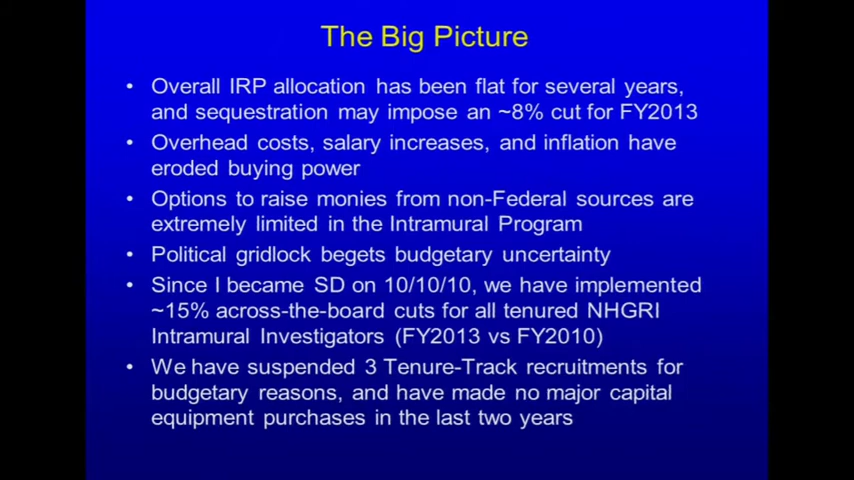 The Big Picture
• Overall IRP allocation has been flat for several years,
and sequestration may impose an ~8% cut for FY2013
• Overhead costs, salary increases, and inflation have
eroded buying power
• Options to raise monies from non-Federal sources are
extremely limited in the Intramural Program
• Political gridlock begets budgetary uncertainty
• Since I became SD on 10/10/10, we have implemented
~15% across-the-board cuts for all tenured NHGRI
Intramural Investigators (FY2013 vs FY2010)
• We have suspended 3 Tenure-Track recruitments for
budgetary reasons, and have made no major capital
equipment purchases in the last two years